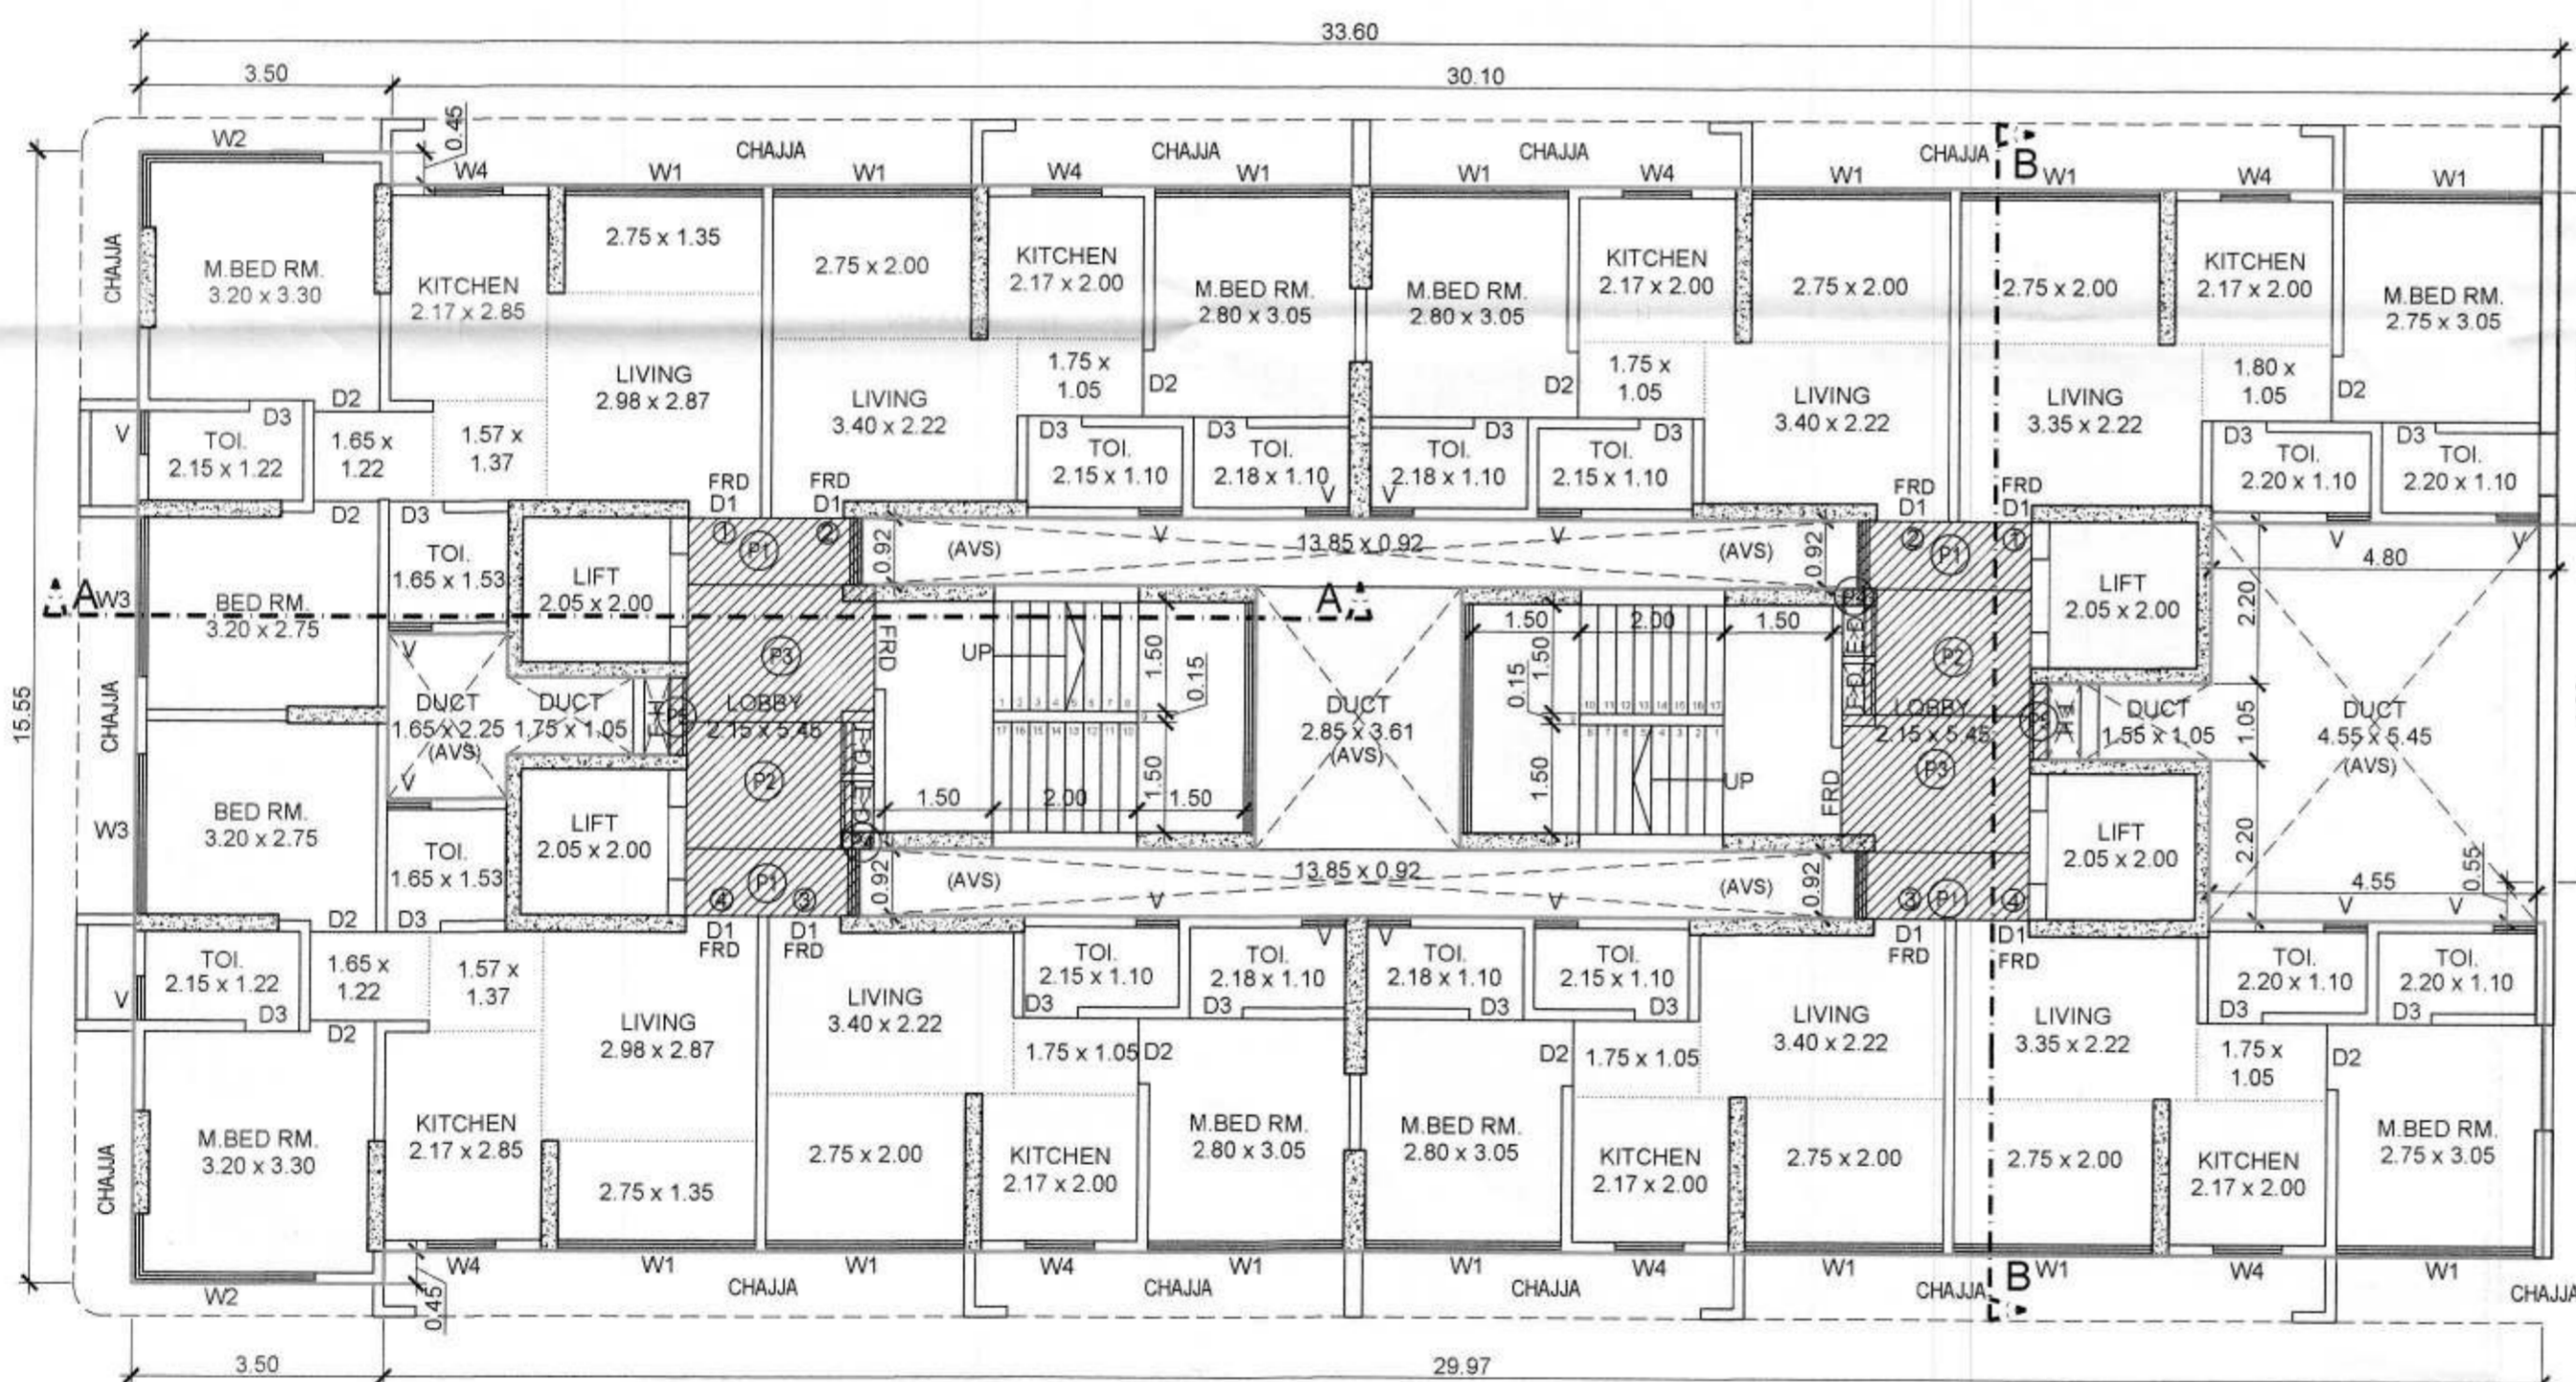 33.60
3.50
30.10
0.45
W2
CHAJJA
CHAJJA
CHAJJA
CHAJJA
B
W4
W1
W1
W4
W1
W1
W4
W1
W1
W4
W1
CHAJJA
M.BED RM.
3.20 x 3.30
KITCHEN
2.17 x 2.85
2.75 x 1.35
2.75 x 2.00
KITCHEN
2.17 x 2.00
M.BED RM.
2.80 x 3.05
M.BED RM.
2.80 x 3.05
KITCHEN
2.17 x 2.00
2.75 x 2.00
2.75 x 2.00
KITCHEN
2.17 x 2.00
M.BED RM.
2.75 x 3.05
LIVING
2.98 x 2.87
LIVING
3.40 x 2.22
1.75 x
1.05
D2
D2
1.75 x
1.05
LIVING
3.40 x 2.22
LIVING
3.35 x 2.22
1.80 x
1.05
D2
D2
V
D3
TOI.
2.15 x 1.22
1.65 x
1.22
1.57 x
1.37
D3
TOI.
2.15 x 1.10
D3
TOI.
2.18 x 1.10
V
D3
TOI.
2.18 x 1.10
V
D3
TOI.
2.15 x 1.10
D3
TOI.
2.20 x 1.10
D3
TOI.
2.20 x 1.10
FRD
D1
FRD
D1
FRD
D1
FRD
D1
D2
D3
TOI.
1.65 x 1.53
LIFT
2.05 x 2.00
1
P1
2
0.92
(AVS)
V
13.85 x 0.92
V
(AVS)
0.92
2
P1
1
LIFT
2.05 x 2.00
V
V
4.80
2.20
A
W3
BED RM.
3.20 x 2.75
A
P3
FRD
UP
1.50
0.15
1.50
2.00
1.50
1.50
0.15
P4
E-D
E-D
P2
V
DUCT
1.65 x 2.25
(AVS)
V
DUCT
1.75 x 1.05
LOBBY
2.15 x 5.45
DUCT
2.85 x 3.61
(AVS)
LOBBY
2.15 x 5.45
DUCT
1.55 x 1.05
1.05
DUCT
4.55 x 5.45
(AVS)
15.55
CHAJJA
W3
BED RM.
3.20 x 2.75
TOI.
1.65 x 1.53
LIFT
2.05 x 2.00
P2
P4
1.50
2.00
1.50
1.50
1.50
UP
FRD
P3
LIFT
2.05 x 2.00
2.20
4.55
0.55
4
P1
3
0.92
(AVS)
V
13.85 x 0.92
V
(AVS)
0.92
3
P1
4
V
V
D2
D3
D1
FRD
D1
FRD
D1
FRD
D1
FRD
V
TOI.
2.15 x 1.22
D3
1.65 x
1.22
1.57 x
1.37
D2
LIVING
2.98 x 2.87
LIVING
3.40 x 2.22
TOI.
2.15 x 1.10
D3
V
TOI.
2.18 x 1.10
D3
V
TOI.
2.18 x 1.10
D3
TOI.
2.15 x 1.10
D3
LIVING
3.40 x 2.22
LIVING
3.35 x 2.22
TOI.
2.20 x 1.10
D3
TOI.
2.20 x 1.10
D3
1.75 x 1.05
D2
D2
1.75 x 1.05
1.75 x
1.05
D2
CHAJJA
M.BED RM.
3.20 x 3.30
KITCHEN
2.17 x 2.85
2.75 x 1.35
2.75 x 2.00
KITCHEN
2.17 x 2.00
M.BED RM.
2.80 x 3.05
M.BED RM.
2.80 x 3.05
KITCHEN
2.17 x 2.00
2.75 x 2.00
2.75 x 2.00
KITCHEN
2.17 x 2.00
M.BED RM.
2.75 x 3.05
W2
0.45
W4
W1
CHAJJA
W1
W4
CHAJJA
W1
W1
CHAJJA
W4
W1
CHAJJA
B
W1
W4
W1
CHAJJA
3.50
29.97